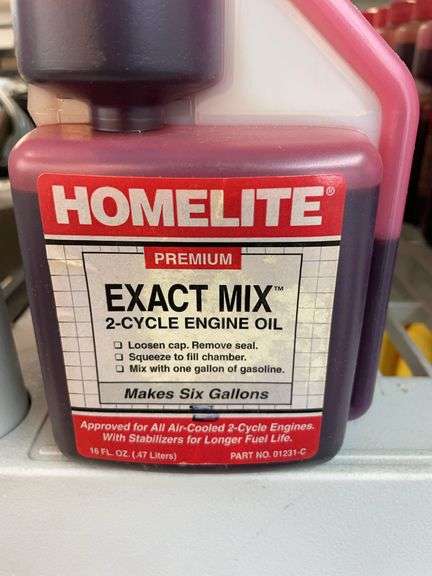 HOMELITE®
PREMIUM
EXACT MIX™
2-CYCLE ENGINE OIL
☐ Loosen cap. Remove seal.
☐ Squeeze to fill chamber.
☐ Mix with one gallon of gasoline.
Makes Six Gallons
Approved for All Air-Cooled 2-Cycle Engines.
With Stabilizers for Longer Fuel Life.
16 FL. OZ. (.47 Liters) PART NO. 01231-C